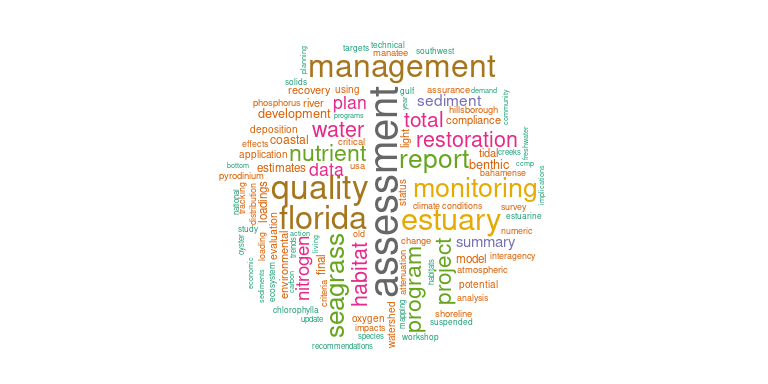 technical
targets
southwest
manatee
planning
management
solids
recovery
using
gulf
assurance
demand
phosphorus
river
plan
assessment
year
sediment
community
development
programs
hillsborough
deposition
water
total
compliance
effects
coastal
critical
light
restoration
freshwater
application
nutrient
report
tidal
creeks
bottom
estimates
data
usa
benthic
ccmp
pyrodinium
bahamense
implications
national
tracking
distribution
loadings
quality
status
monitoring
florida
climate
conditions
survey
estuary
estuarine
study
numeric
oyster
loading
evaluation
environmental
trends
action
living
nitrogen
old
change
summary
economic
sediments
ecosystem
carbon
final
criteria
seagrass
habitat
attenuation
program
habitats
project
model
interagency
atmospheric
potential
analysis
chlorophylla
update
oxygen
impacts
species
watershed
mapping
shoreline
suspended
workshop
recommendations